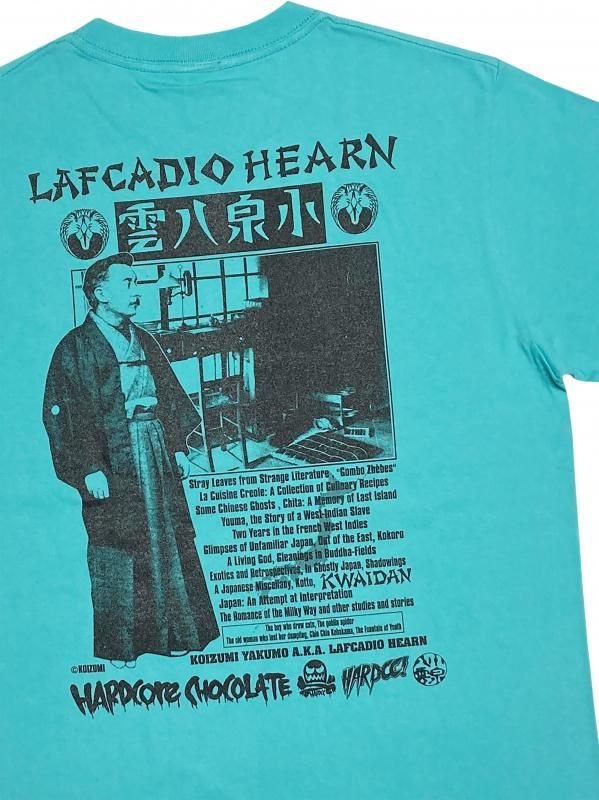 LAFCADIO HEARN
雲八泉小
Stray Leaves from Strange Literature, "Gombo Zhèbes"
La Cuisine Creole: A Collection of Culinary Recipes
Some Chinese Ghosts, Chita: A Memory of Last Island
Youma, the Story of a West-Indian Slave
Two Years in the French West Indies
Glimpses of Unfamiliar Japan, Out of the East, Kokoro
A Living God, Gleanings in Buddha-Fields
Exotics and Retrospectives, In Ghostly Japan, Shadowings
A Japanese Miscellany, Kotto, KWAIDAN
Japan: An Attempt at Interpretation
The Romance of the Milky Way and other studies and stories
The boy who drew cats, The goblin spider
The old woman who lost her dumpling, Chin Chin Kobakama, The Fountain of Youth
KOIZUMI YAKUMO A.K.A. LAFCADIO HEARN
©KOIZUMI
HARDCORE CHOCOLATE
HARDCC!